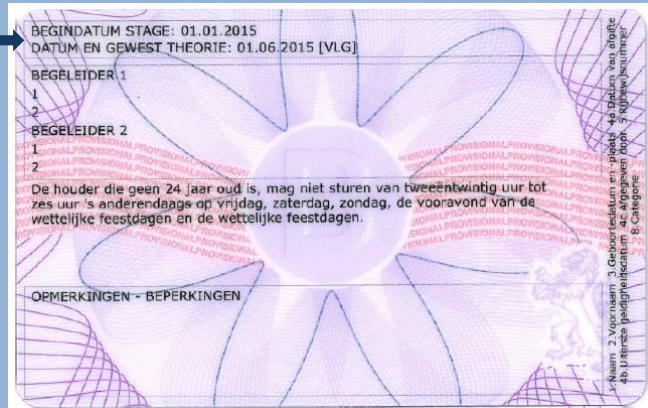 BEGINDATUM STAGE: 01.01.2015
DATUM EN GEWEST THEORIE: 01.06.2015 [VLG]
BEGELEIDER 1
1
2
BEGELEIDER 2
1
2
De houder die geen 24 jaar oud is, mag niet sturen van tweeëntwintig uur tot
zes uur 's anderendaags op vrijdag, zaterdag, zondag, de vooravond van de
wettelijke feestdagen en de wettelijke feestdagen.
OPMERKINGEN - BEPERKINGEN
1.Naam 2.Voornaam 3.Geboortedatum en - plaats 4a.Datum van afgifte
4b.Uiterste geldigheidsdatum 4c.Afgegeven door 5.Rijbewijsnummer
8.Categorie